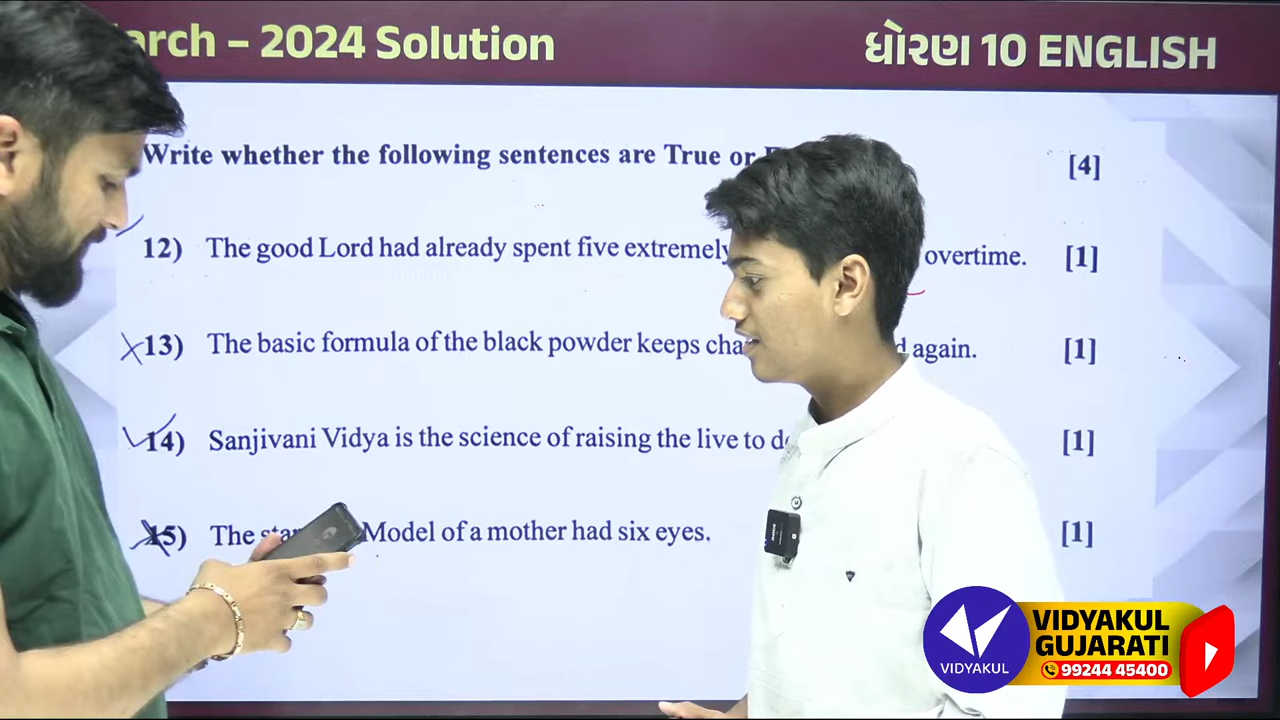 arch – 2024 Solution
ધોરણ 10 ENGLISH
Write whether the following sentences are True or [4]
12) The good Lord had already spent five extremely overtime. [1]
13) The basic formula of the black powder keeps again. [1]
14) Sanjivani Vidya is the science of raising the live to [1]
15) The Model of a mother had six eyes. [1]
VIDYAKUL
VIDYAKUL
GUJARATI
99244 45400